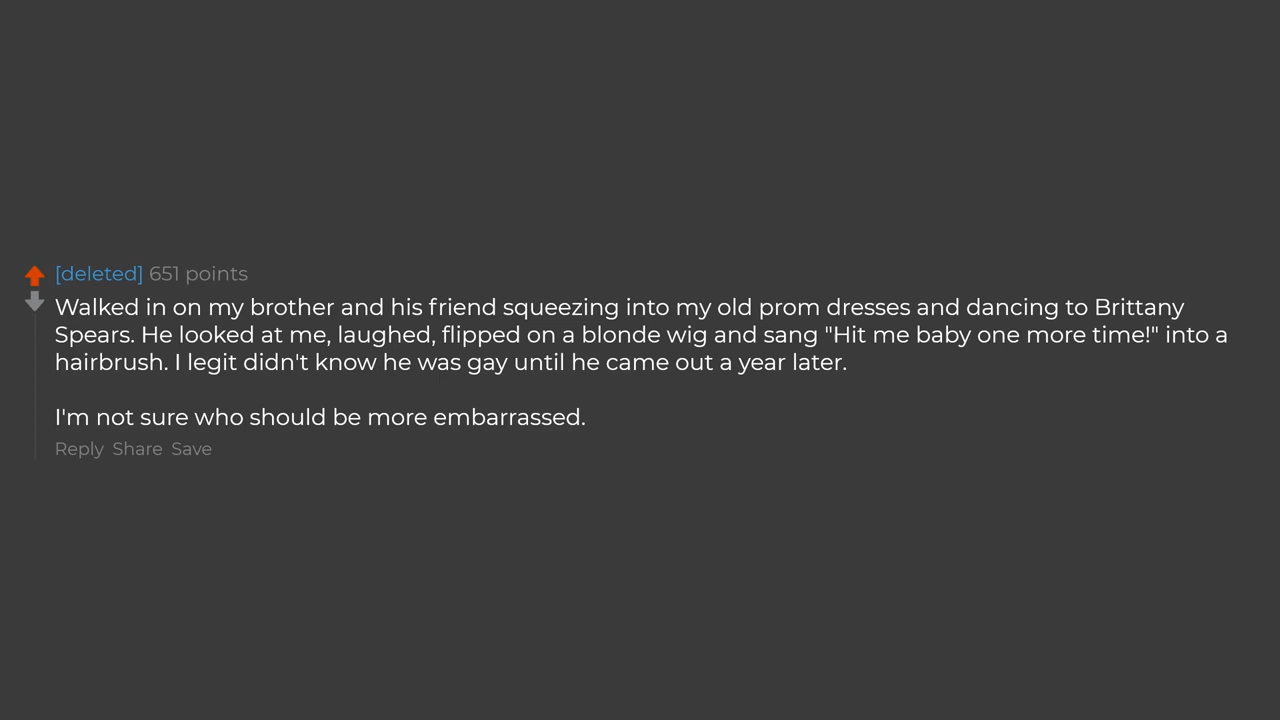 [deleted] 651 points
Walked in on my brother and his friend squeezing into my old prom dresses and dancing to Brittany
Spears. He looked at me, laughed, flipped on a blonde wig and sang "Hit me baby one more time!" into a
hairbrush. I legit didn't know he was gay until he came out a year later.
I'm not sure who should be more embarrassed.
Reply Share Save